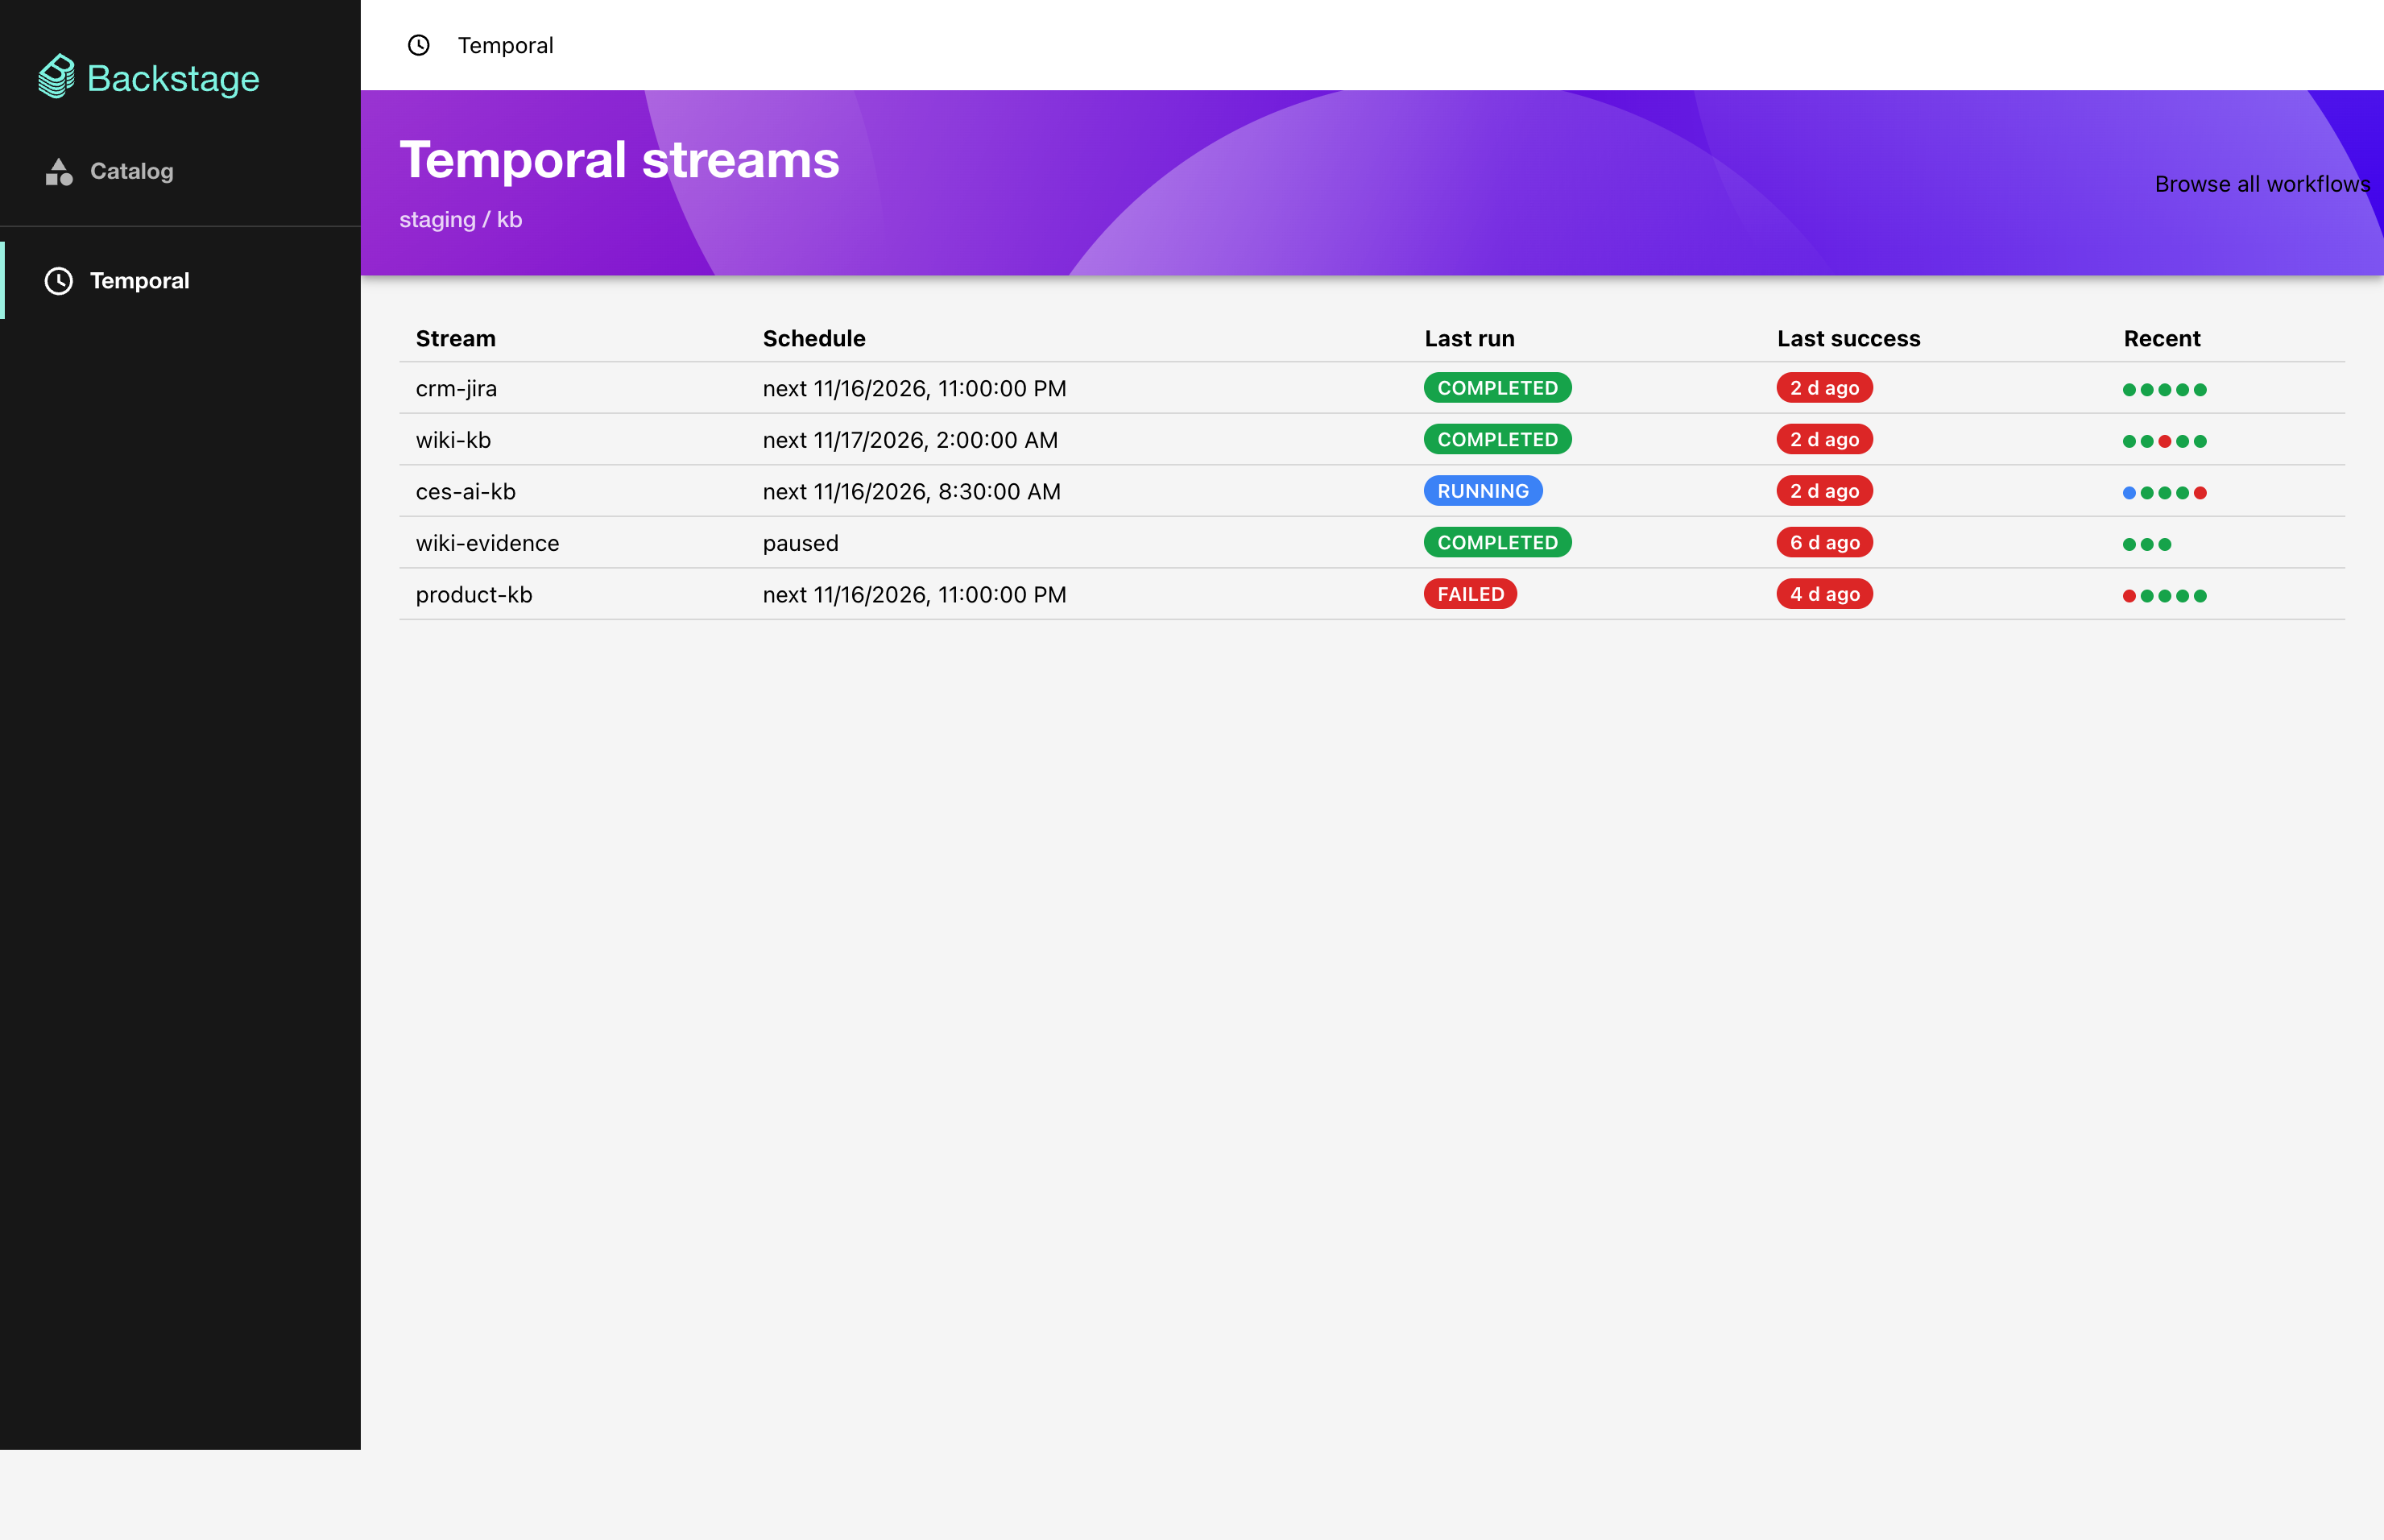 Backstage
Catalog
Temporal
Temporal
Temporal streams
staging / kb
Browse all workflows
Stream Schedule Last run Last success Recent
crm-jira next 11/16/2026, 11:00:00 PM COMPLETED 2 d ago
wiki-kb next 11/17/2026, 2:00:00 AM COMPLETED 2 d ago
ces-ai-kb next 11/16/2026, 8:30:00 AM RUNNING 2 d ago
wiki-evidence paused COMPLETED 6 d ago
product-kb next 11/16/2026, 11:00:00 PM FAILED 4 d ago